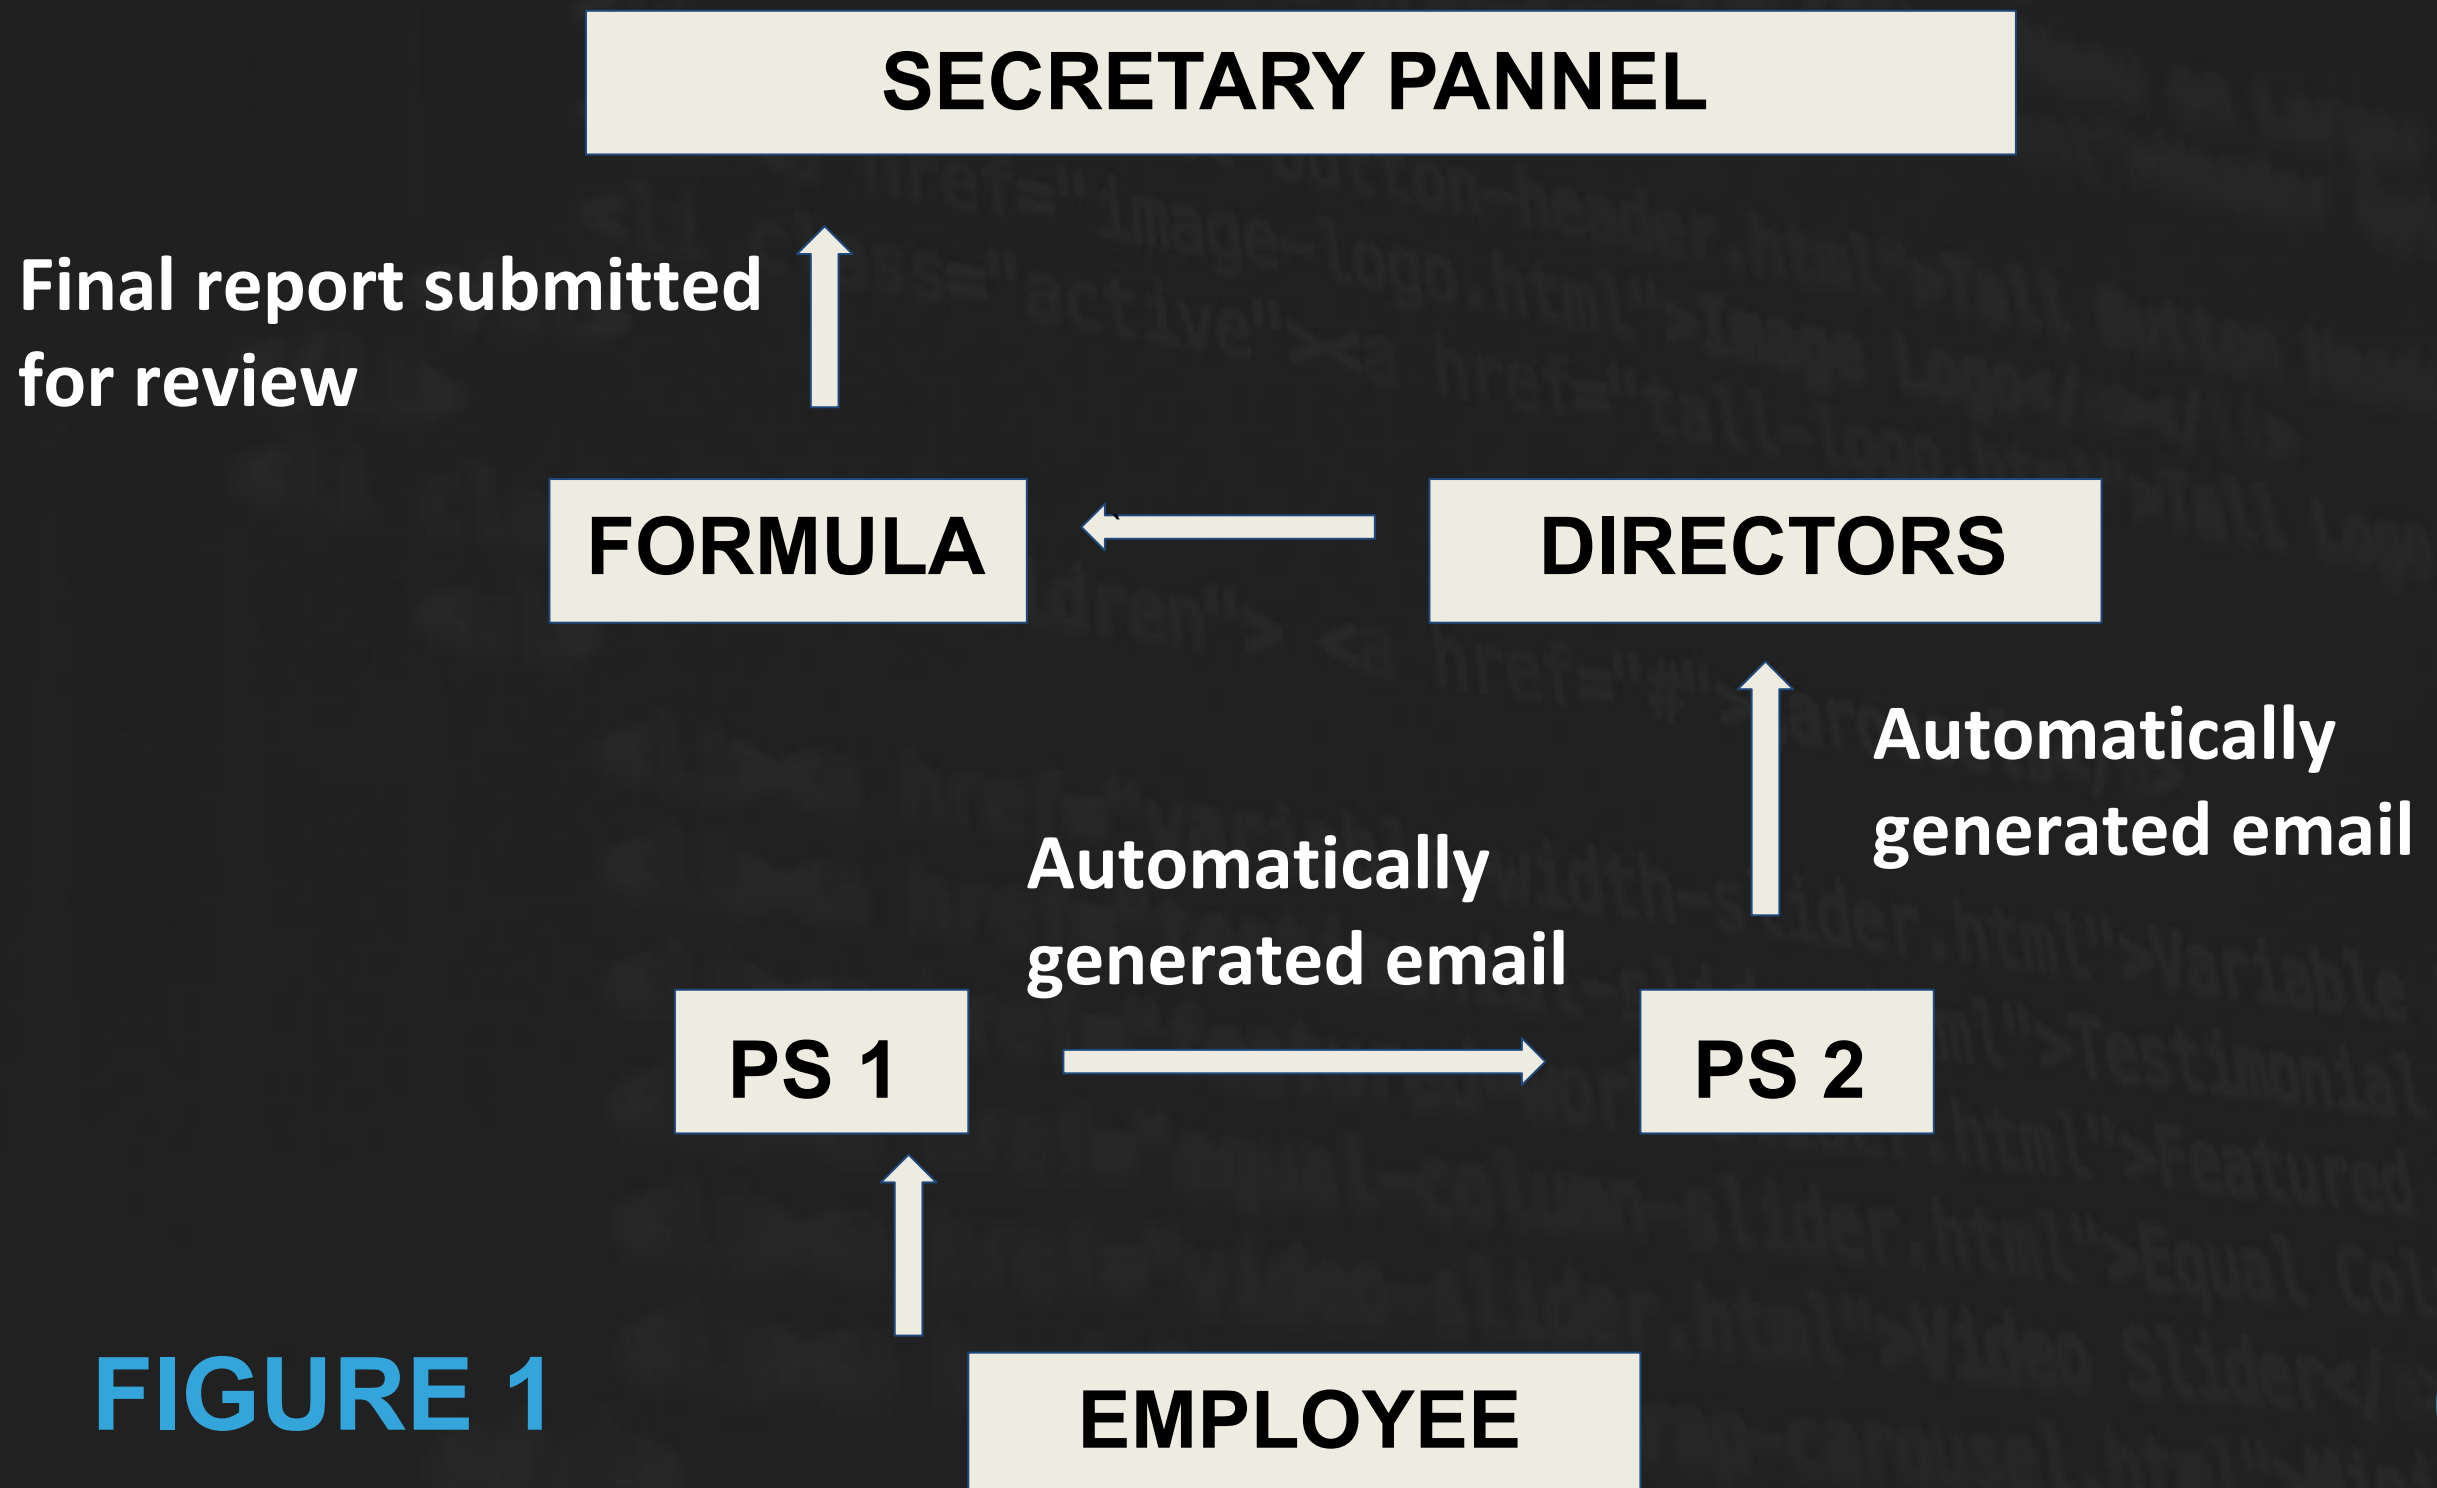 SECRETARY PANNEL
Final report submitted
for review
FORMULA
DIRECTORS
Automatically
generated email
Automatically
generated email
PS 1
PS 2
FIGURE 1
EMPLOYEE